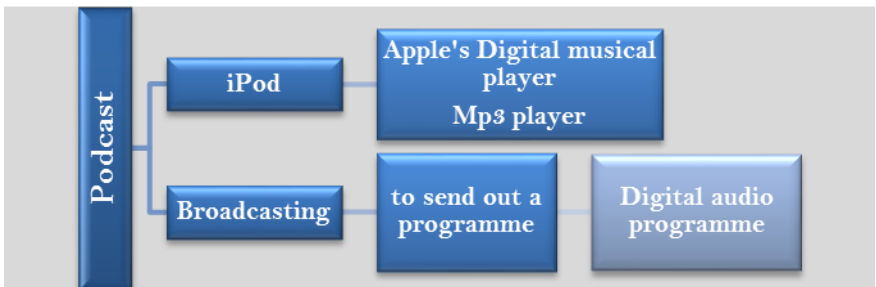 Podcast
iPod
Apple's Digital musical
player
Mp3 player
Broadcasting
to send out a
programme
Digital audio
programme